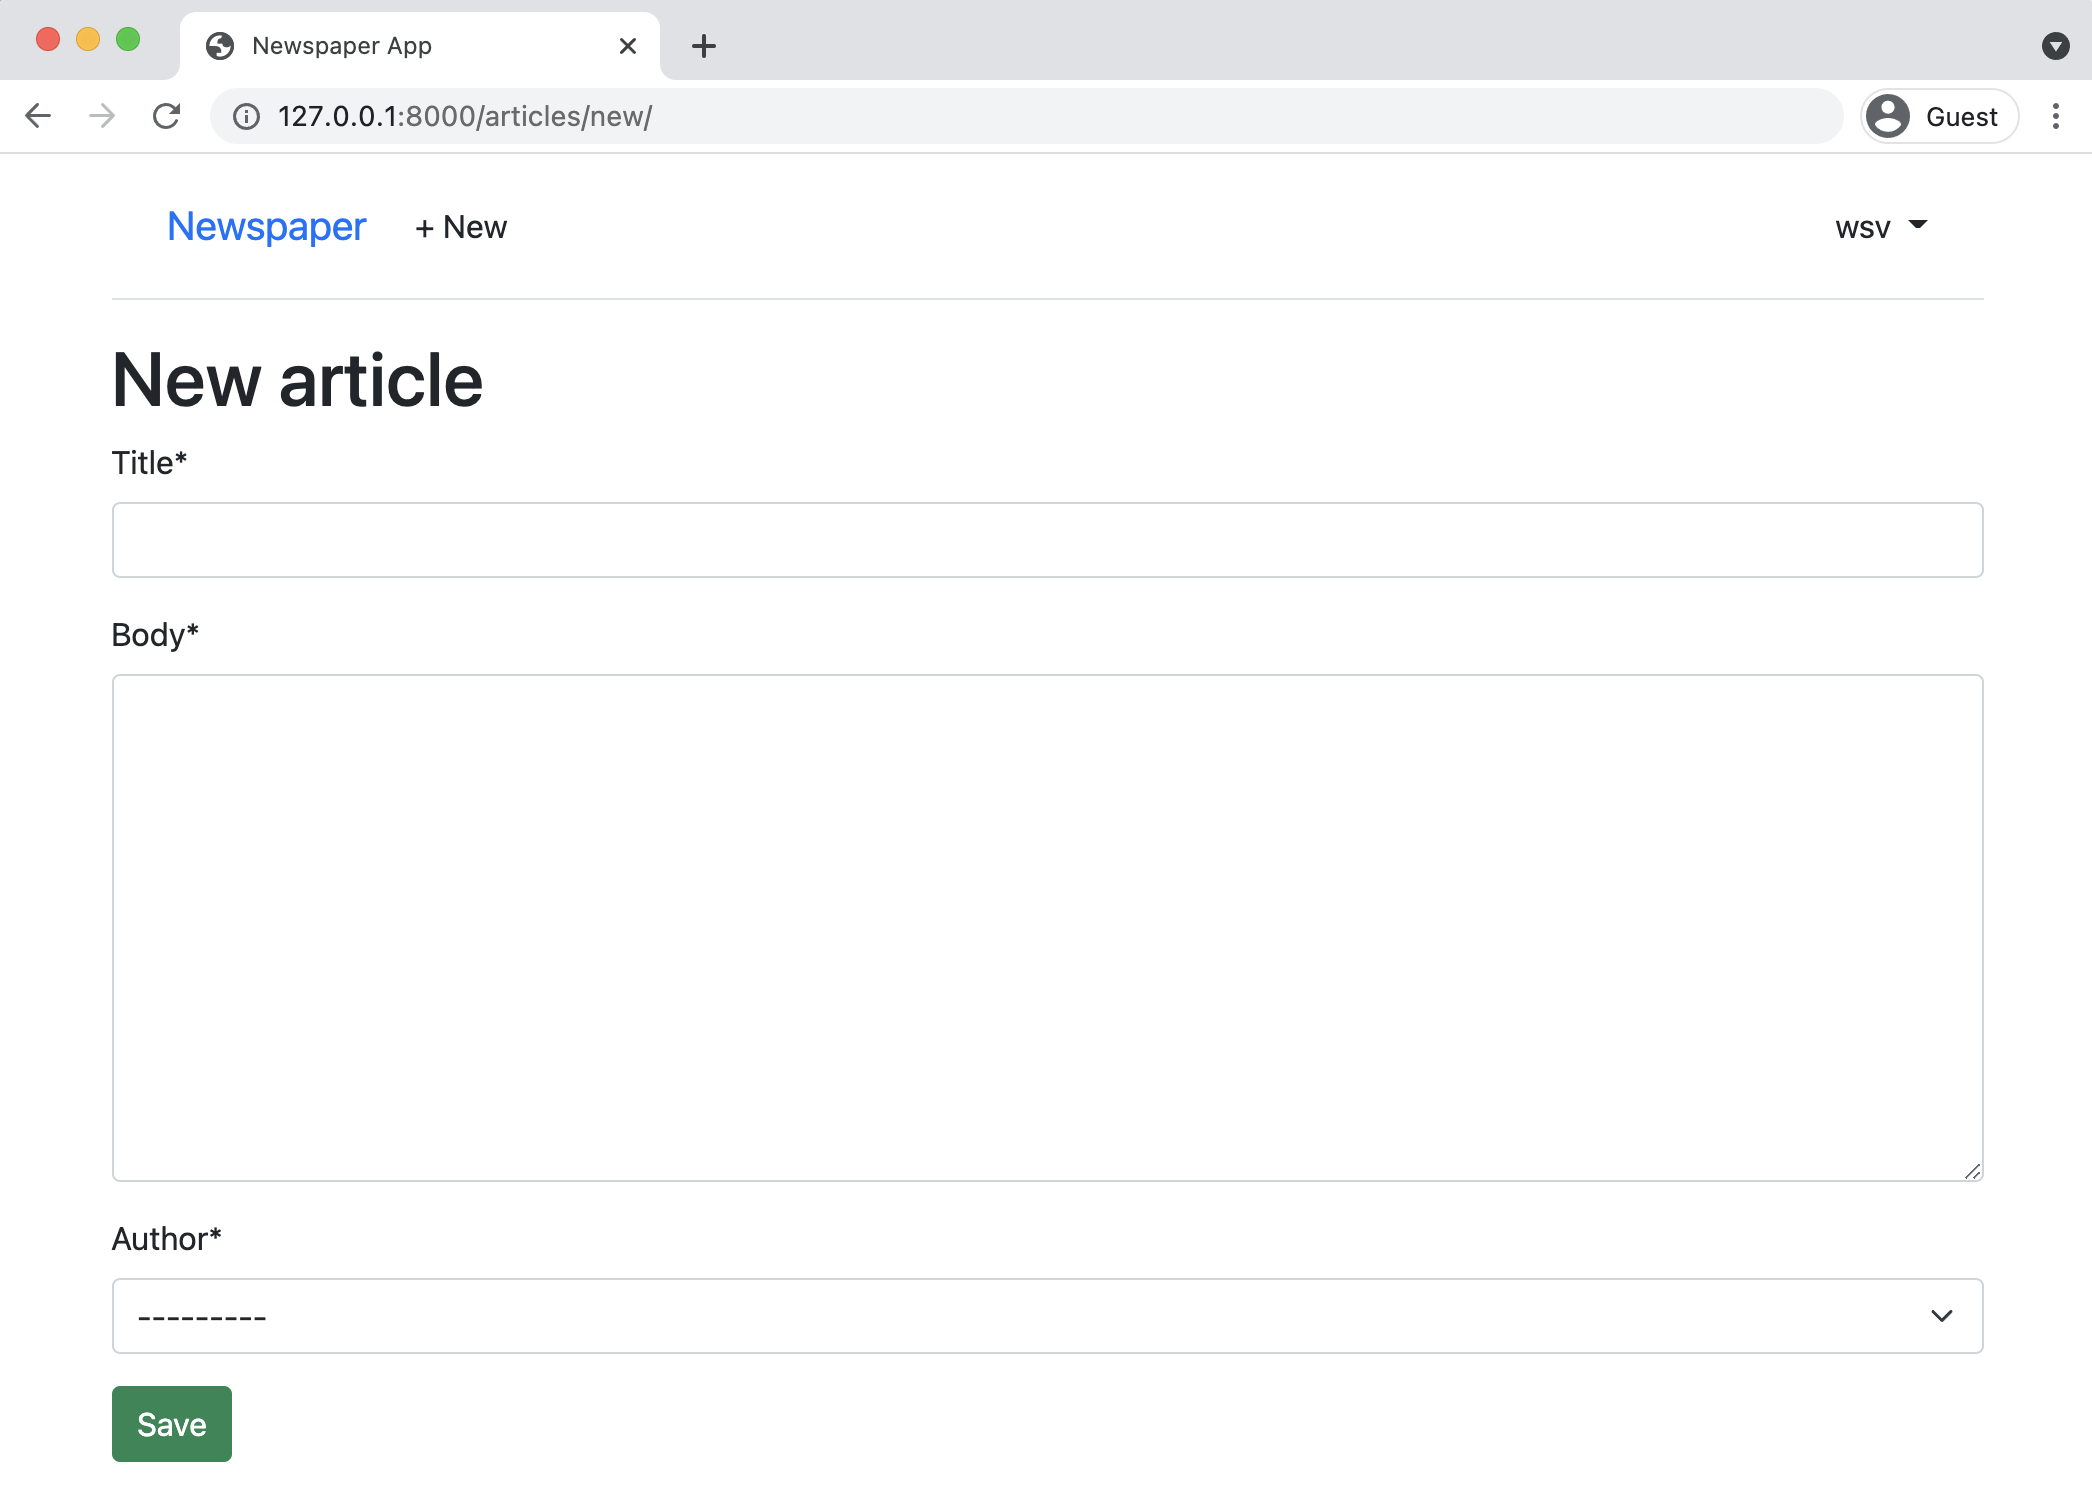 Newspaper App
127.0.0.1:8000/articles/new/
Guest
Newspaper + New wsv
New article
Title*
Body*
Author*
---------
Save